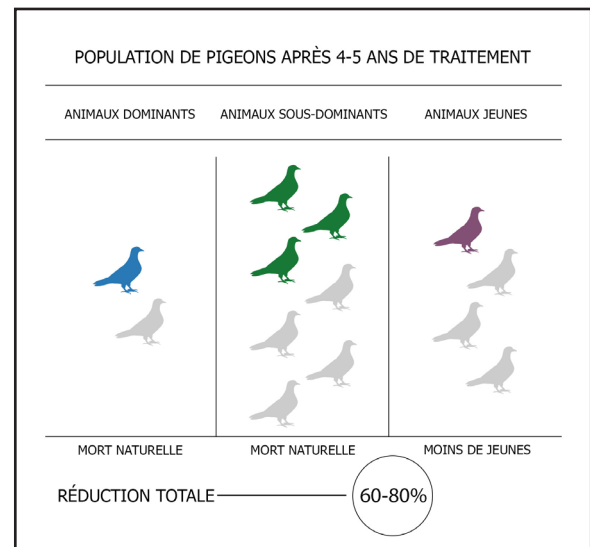 POPULATION DE PIGEONS APRÈS 4-5 ANS DE TRAITEMENT
ANIMAUX DOMINANTS ANIMAUX SOUS-DOMINANTS ANIMAUX JEUNES
MORT NATURELLE MORT NATURELLE MOINS DE JEUNES
RÉDUCTION TOTALE 60-80%